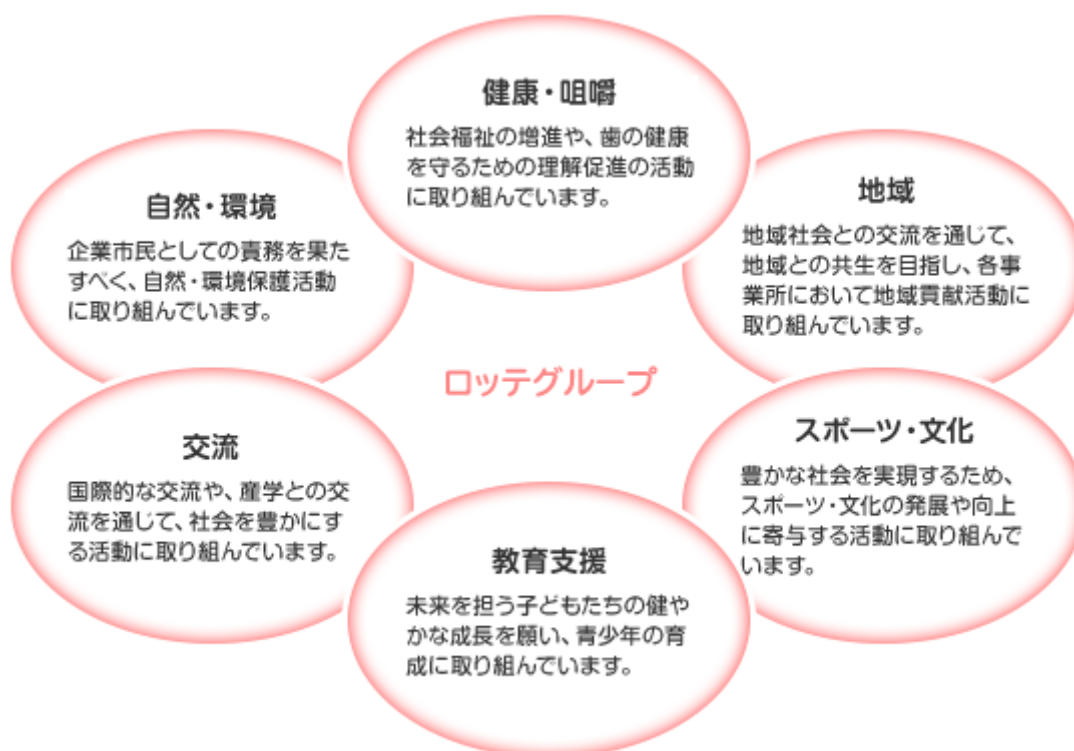 健康・咀嚼
社会福祉の増進や、歯の健康
を守るための理解促進の活動
に取り組んでいます。
自然・環境
企業市民としての責務を果た
すべく、自然・環境保護活動
に取り組んでいます。
地域
地域社会との交流を通じて、
地域との共生を目指し、各事
業所において地域貢献活動に
取り組んでいます。
ロッテグループ
交流
国際的な交流や、産学との交
流を通じて、社会を豊かにす
る活動に取り組んでいます。
スポーツ・文化
豊かな社会を実現するため、
スポーツ・文化の発展や向上
に寄与する活動に取り組んで
います。
教育支援
未来を担う子どもたちの健や
かな成長を願い、青少年の育
成に取り組んでいます。